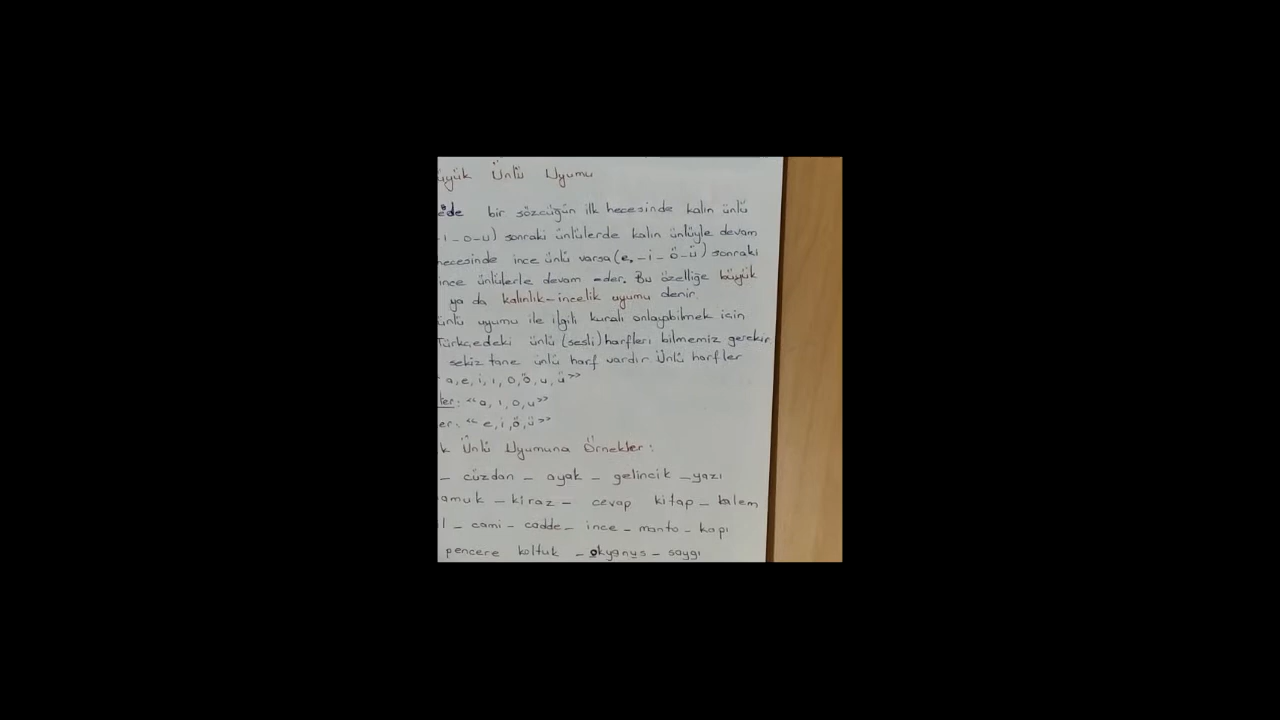 üyük Ünlü Uyumu
ede bir sözcüğün ilk hecesinde kalın ünlü
ı - o-u) sonraki ünlülerde kalın ünlüyle devam
hecesinde ince ünlü varsa (e, -i - ö-ü) sonraki
ince ünlülerle devam eder. Bu özelliğe büyük
ya da kalınlık-incelik uyumu denir.
ünlü uyumu ile ilgili kuralı anlayabilmek için
Türkçedeki ünlü (sesli) harfleri bilmemiz gerekir
sekiz tane ünlü harf vardır Ünlü harfler
a, e, i, ı, o, ö, u, ü>>
ler: <<a, ı, o, u>>
er: << e, i, ö, ü>>
k Ünlü Uyumuna Örnekler:
- cüzdan - ayak - gelincik - yazı
amuk - kiraz - cevap kitap - kalem
l - cami - cadde - ince - manto - kapı
pencere koltuk - okyanus - saygı